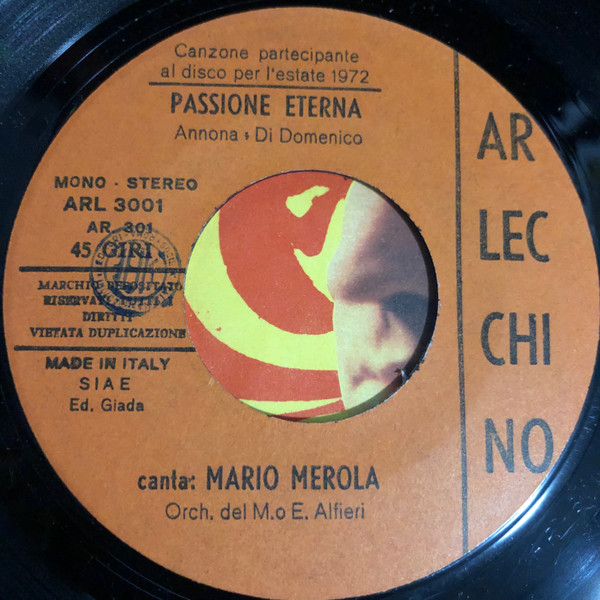 Canzone partecipante
al disco per l'estate 1972
PASSIONE ETERNA
Annona • Di Domenico
MONO - STEREO
ARL 3001
AR. 301
45 GIRI
MARCHIO DEPOSITATO
RISERVATI TUTTI I
DIRITTI
VIETATA DUPLICAZIONE
MADE IN ITALY
SIAE
Ed. Giada
canta: MARIO MEROLA
Orch. del M.o E. Alfieri
AR
LEC
CHI
NO